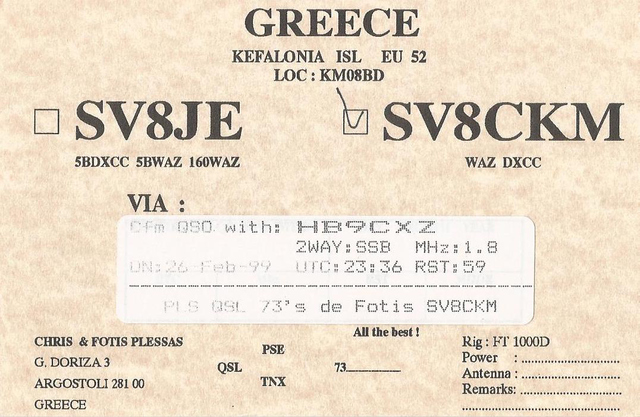 GREECE
KEFALONIA ISL EU 52
LOC : KM08BD
SV8JE SV8CKM
5BDXCC 5BWAZ 160WAZ WAZ DXCC
VIA :
Cfm QSO with: HB9CXZ
2WAY:SSB MHz:1.8
ON:26-Feb-99 UTC:23:36 RST:59
PLS QSL 73's de Fotis SV8CKM
All the best !
CHRIS & FOTIS PLESSAS
G. DORIZA 3
ARGOSTOLI 281 00
GREECE
PSE
QSL 73
TNX
Rig : FT 1000D
Power :
Antenna :
Remarks: